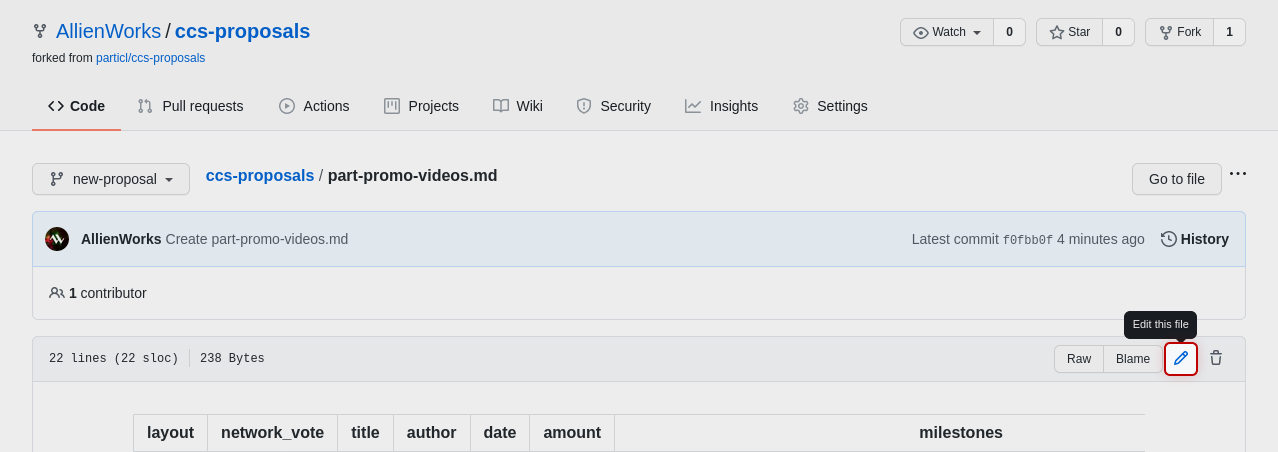 AllienWorks / ccs-proposals
Watch 0 Star 0 Fork 1
forked from particl/ccs-proposals
Code Pull requests Actions Projects Wiki Security Insights Settings
new-proposal ccs-proposals / part-promo-videos.md Go to file ...
AllienWorks Create part-promo-videos.md Latest commit f0fbb0f 4 minutes ago History
1 contributor
Edit this file
22 lines (22 sloc) 238 Bytes Raw Blame
layout network_vote title author date amount milestones